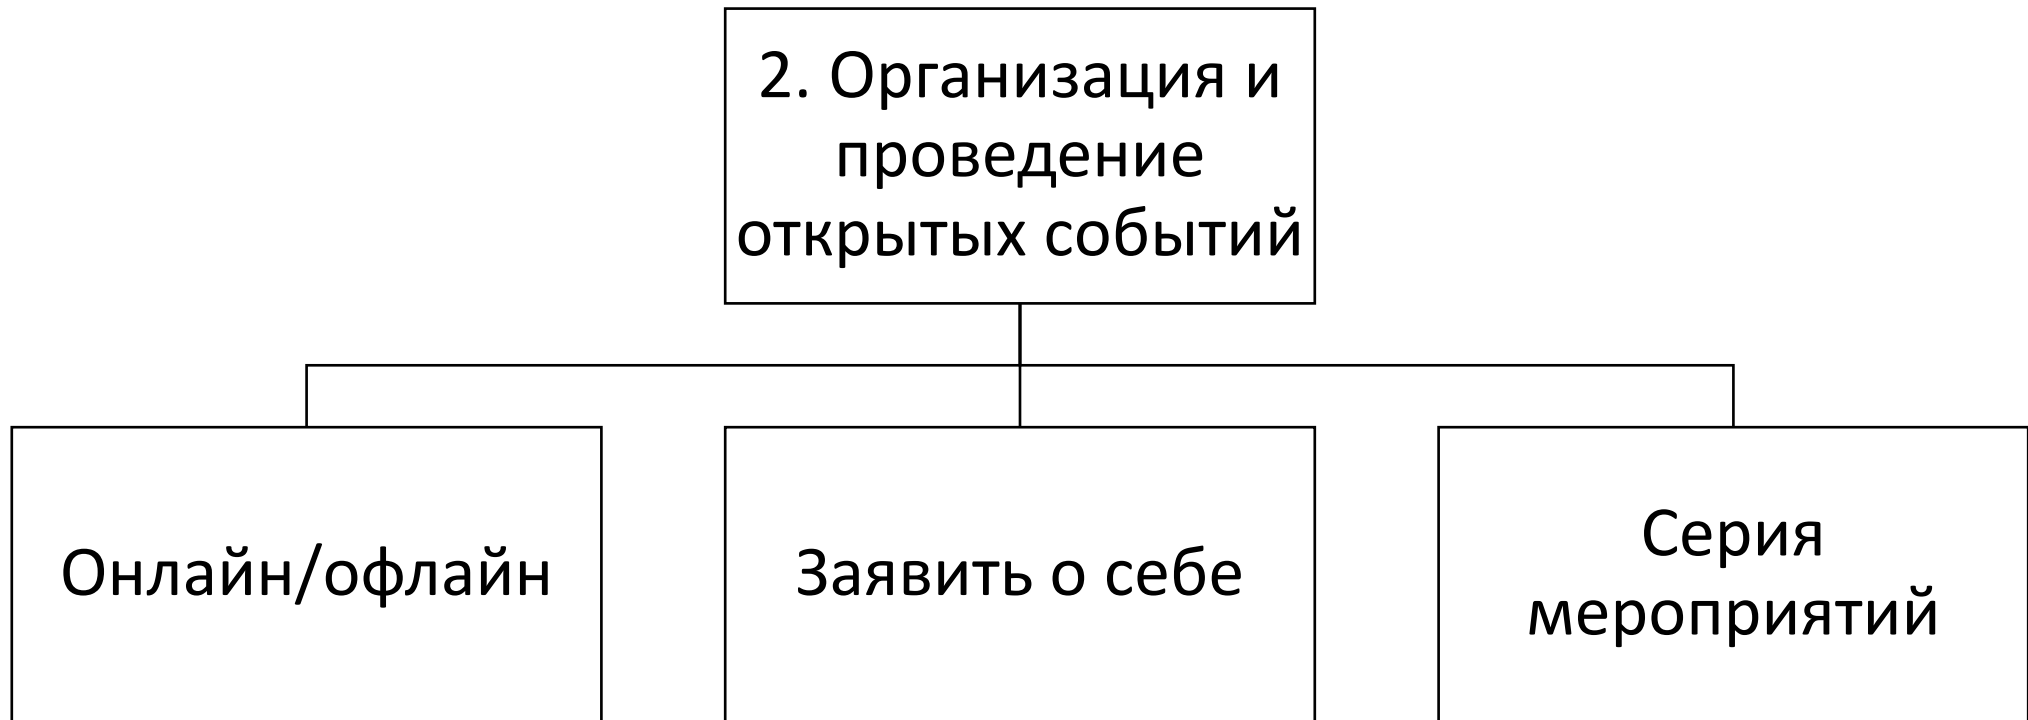 2. Организация и
проведение
открытых событий
Онлайн/офлайн
Заявить о себе
Серия
мероприятий